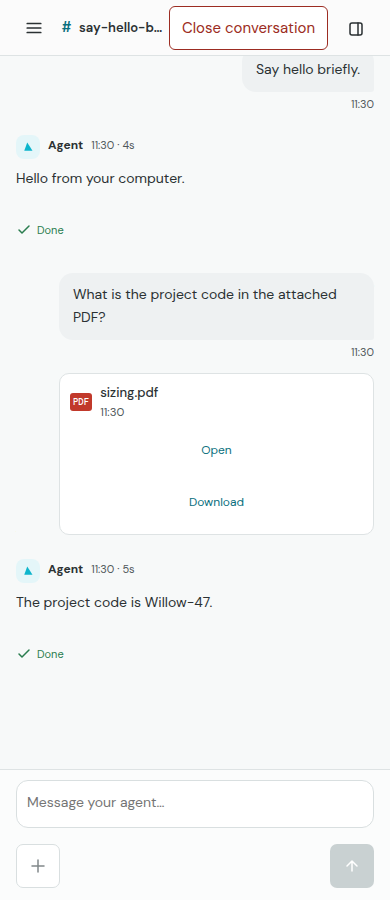 # say-hello-b...
Close conversation
Say hello briefly.
11:30
Agent 11:30 · 4s
Hello from your computer.
Done
What is the project code in the attached
PDF?
11:30
PDF
sizing.pdf
11:30
Open
Download
Agent 11:30 · 5s
The project code is Willow-47.
Done
Message your agent...